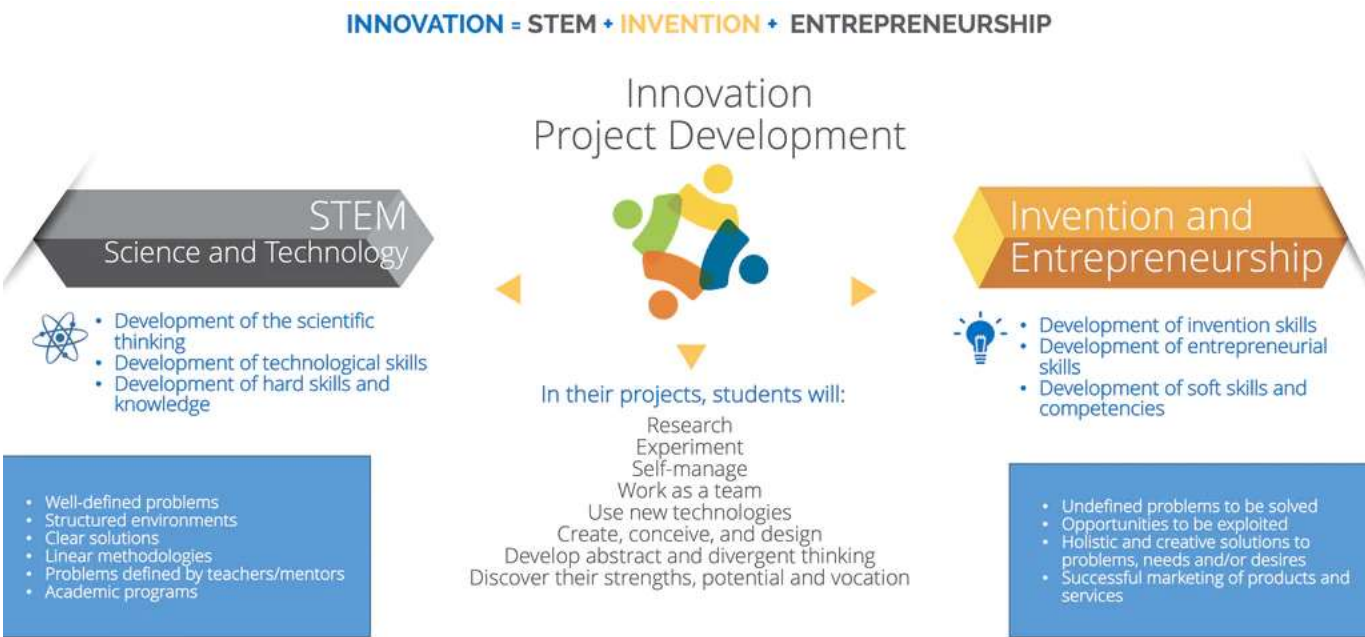 INNOVATION = STEM + INVENTION + ENTREPRENEURSHIP
Innovation
Project Development
STEM
Science and Technology
• Development of the scientific
thinking
• Development of technological skills
• Development of hard skills and
knowledge
• Well-defined problems
• Structured environments
• Clear solutions
• Linear methodologies
• Problems defined by teachers/mentors
• Academic programs
In their projects, students will:
Research
Experiment
Self-manage
Work as a team
Use new technologies
Create, conceive, and design
Develop abstract and divergent thinking
Discover their strengths, potential and vocation
Invention and
Entrepreneurship
• Development of invention skills
• Development of entrepreneurial
skills
• Development of soft skills and
competencies
• Undefined problems to be solved
• Opportunities to be exploited
• Holistic and creative solutions to
problems, needs and/or desires
• Successful marketing of products and
services